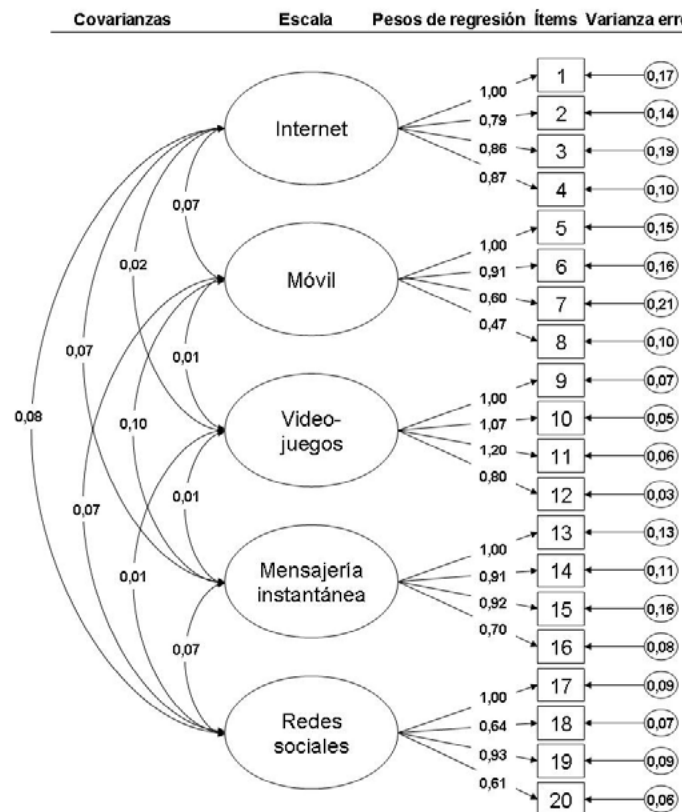 Covarianzas Escala Pesos de regresión Ítems Varianza erro
Internet
Móvil
Video-
juegos
Mensajería
instantánea
Redes
sociales
0,07
0,02
0,07
0,08
0,01
0,10
0,07
0,01
0,01
0,07
1,00 1 0,17
0,79 2 0,14
0,86 3 0,19
0,87 4 0,10
1,00 5 0,15
0,91 6 0,16
0,60 7 0,21
0,47 8 0,10
1,00 9 0,07
1,07 10 0,05
1,20 11 0,06
0,80 12 0,03
1,00 13 0,13
0,91 14 0,11
0,92 15 0,16
0,70 16 0,08
1,00 17 0,09
0,64 18 0,07
0,93 19 0,09
0,61 20 0,06